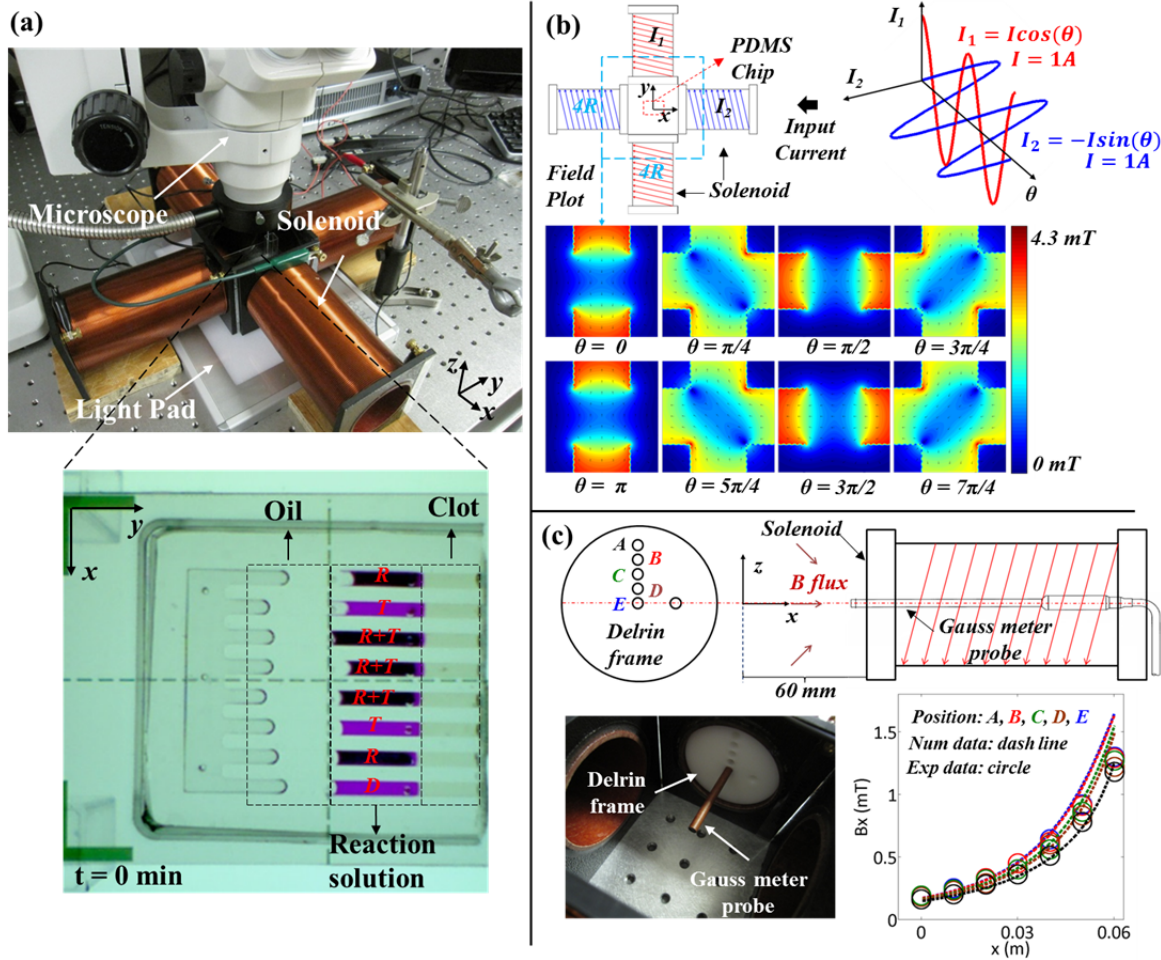 (a)
Microscope
Solenoid
Light Pad
z
y
x
Oil
Clot
y
x
R
T
R+T
R+T
R+T
T
R
D
Reaction
solution
t = 0 min
(b)
I₁
PDMS
Chip
y
x
4R
I₂
4R
Field
Plot
Solenoid
Input
Current
I₁
I₂
θ
I₁ = Icos(θ)
I = 1A
I₂ = −Isin(θ)
I = 1A
4.3 mT
0 mT
θ = 0
θ = π/4
θ = π/2
θ = 3π/4
θ = π
θ = 5π/4
θ = 3π/2
θ = 7π/4
(c)
A
B
C
D
E
Delrin
frame
Solenoid
z
B flux
x
Gauss meter
probe
60 mm
Delrin
frame
Gauss meter
probe
Position: A, B, C, D, E
Num data: dash line
Exp data: circle
Bx (mT)
1.5
1.0
0.5
0
0
0.03
0.06
x (m)